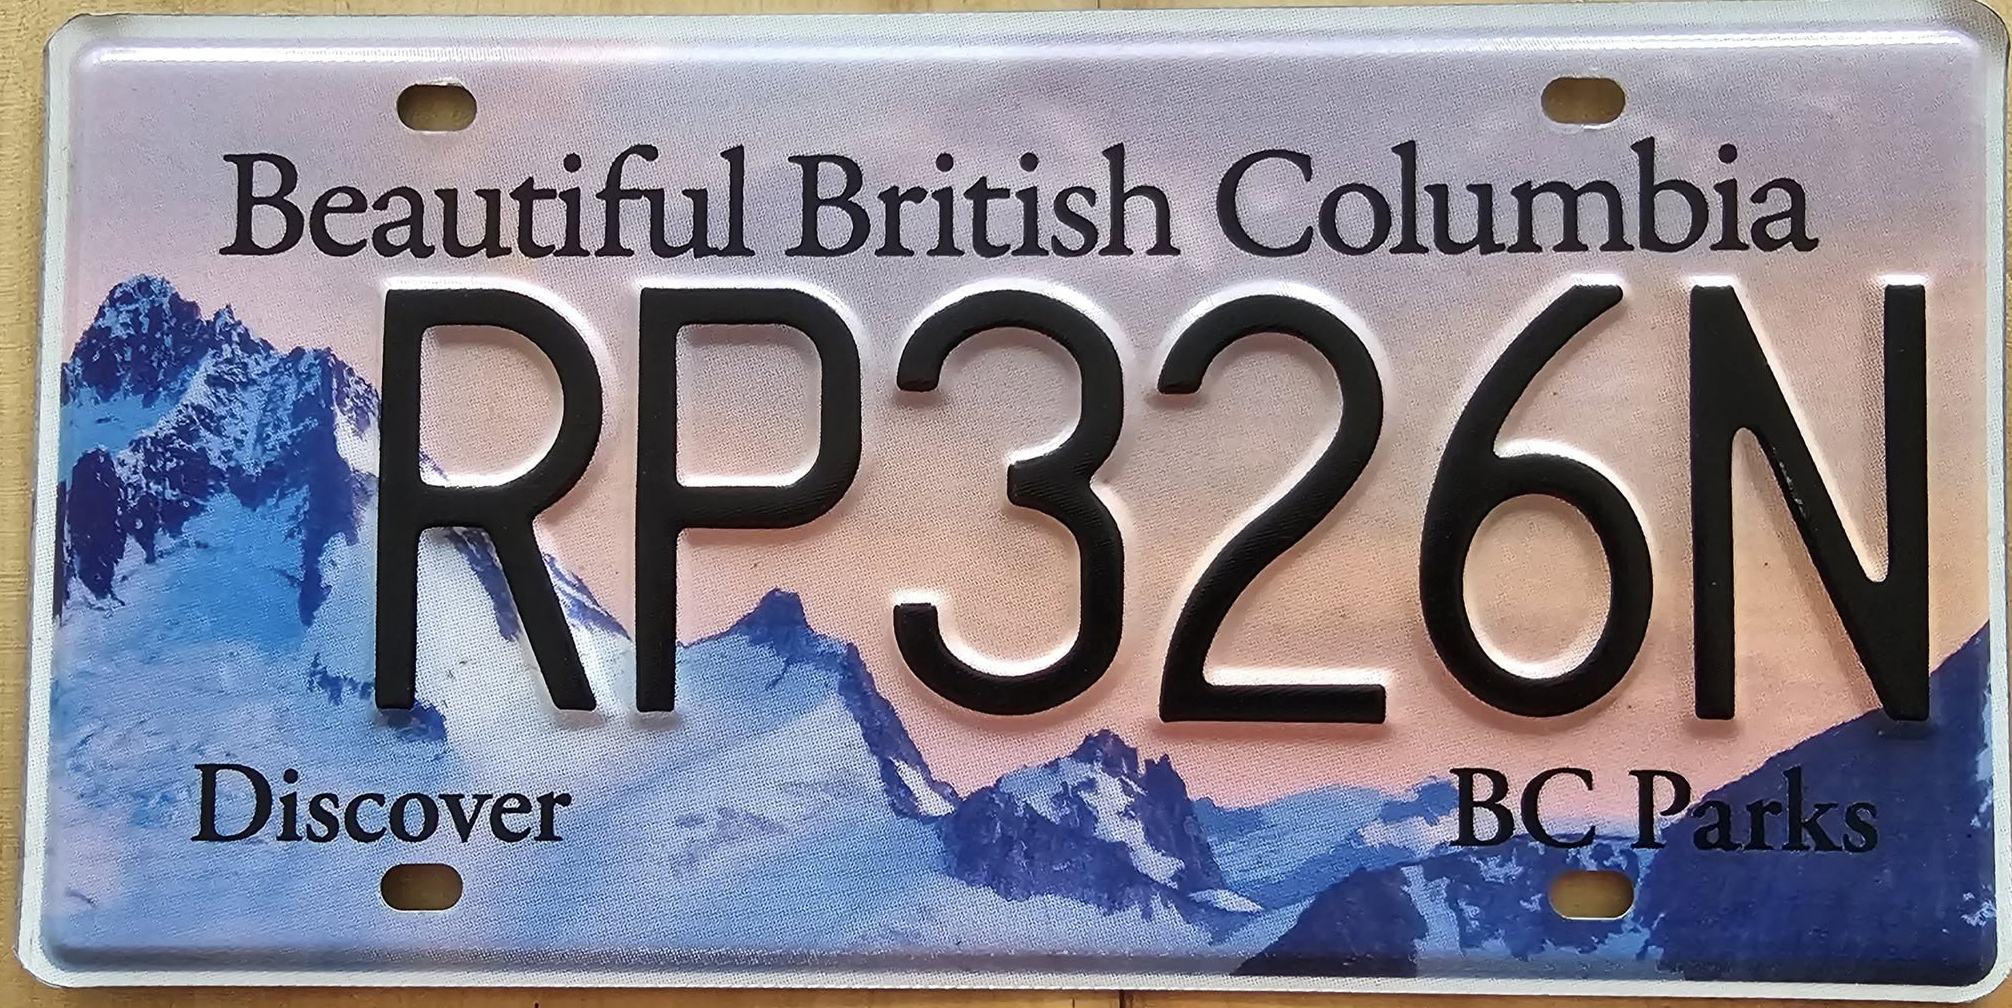 Beautiful British Columbia
RP326N
Discover BC Parks